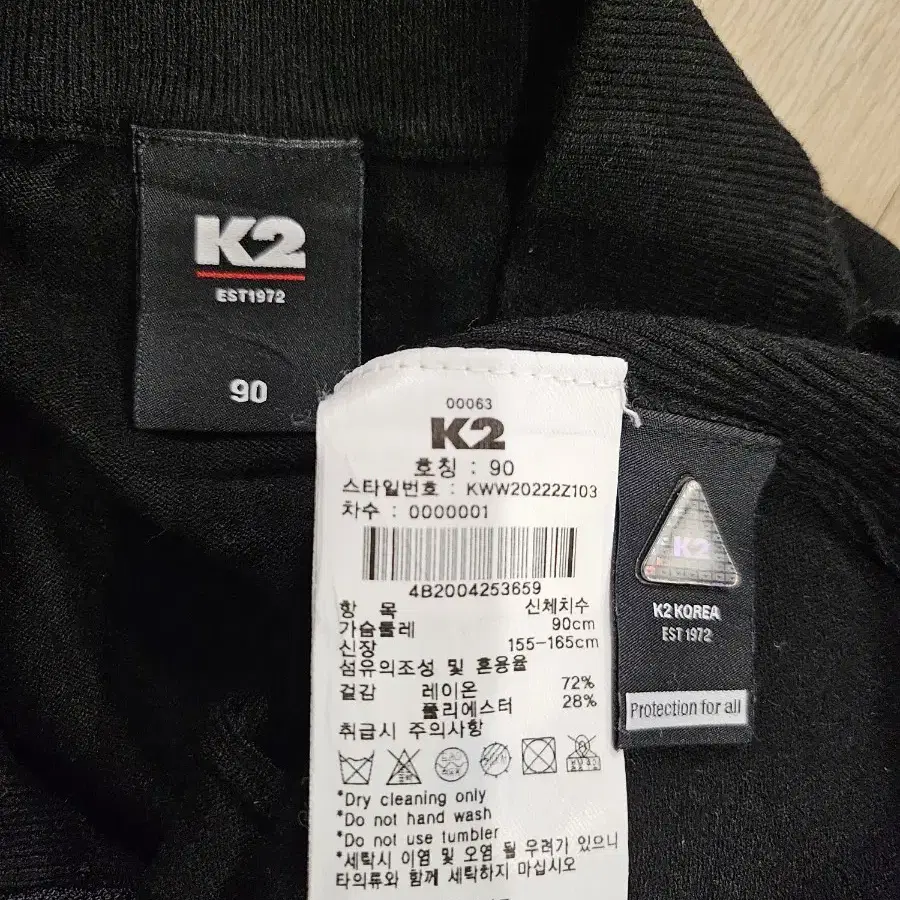 K2
EST1972
90
00063
K2
호칭 : 90
스타일번호 : KWW20222Z103
차수 : 0000001
4B2004253659
항 목 신체치수
가슴둘레 90cm
신장 155-165cm
섬유의조성 및 혼용율
겉감 레이온 72%
폴리에스터 28%
취급시 주의사항
*Dry cleaning only
*Do not hand wash
*Do not use tumbler
*세탁시 이염 및 오염 될 우려가 있으니
타의류와 함께 세탁하지 마십시오
K2
K2 KOREA
EST 1972
Protection for all